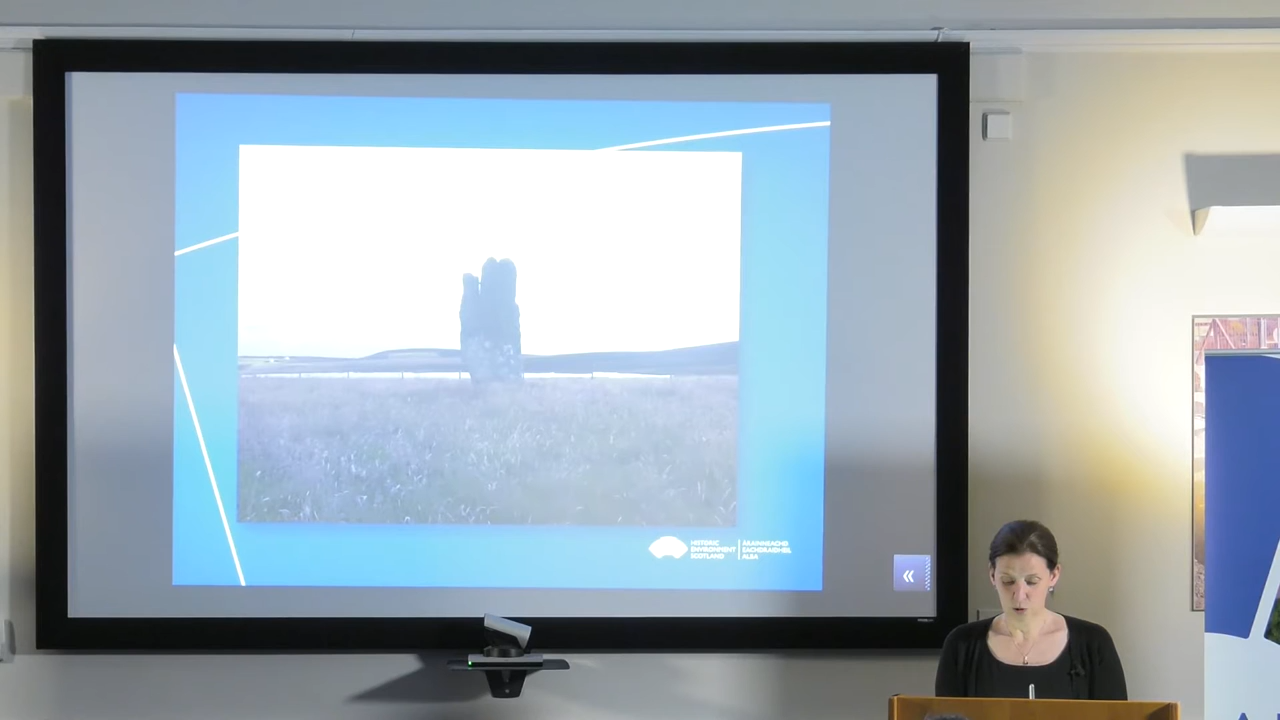 HISTORIC
ENVIRONMENT
SCOTLAND
ÀRAINNEACHD
EACHDRAIDHEIL
ALBA
«